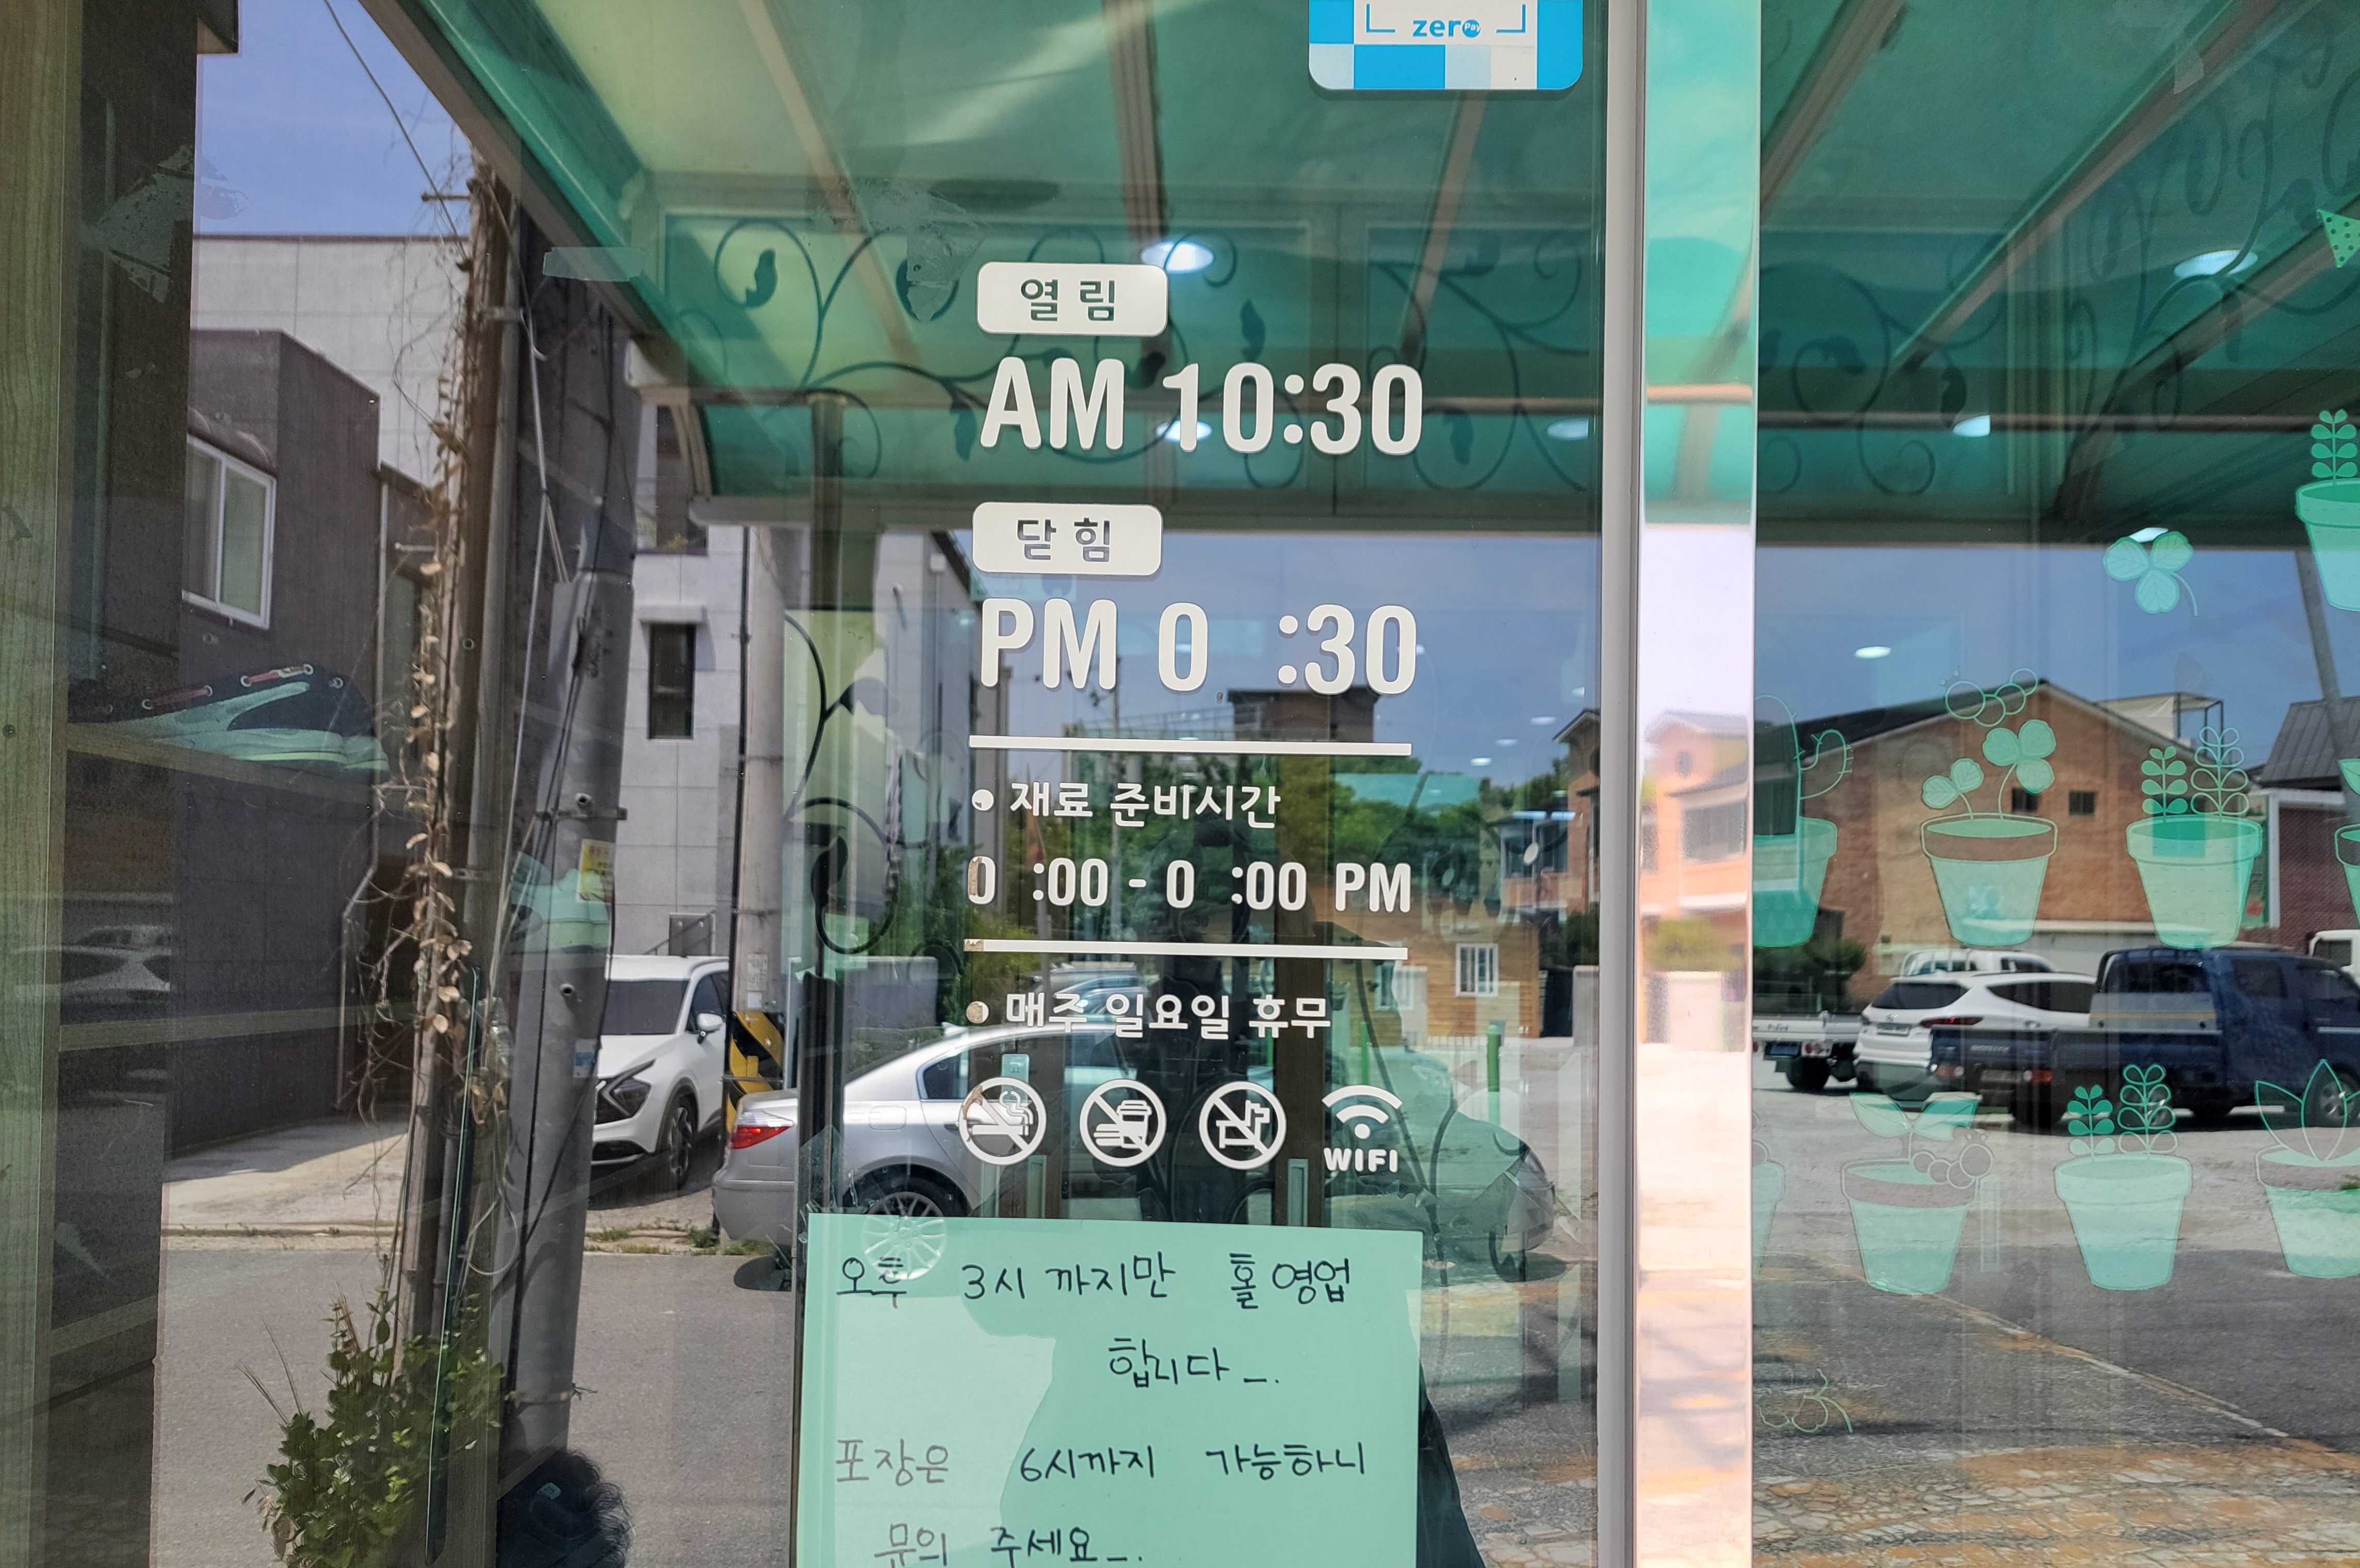 zero Pay
열림
AM 10:30
닫힘
PM 0 :30
• 재료 준비시간
0 :00 - 0 :00 PM
• 매주 일요일 휴무
WIFI
오후 3시 까지만 홀 영업
합니다_.
포장은 6시까지 가능하니
문의 주세요_.